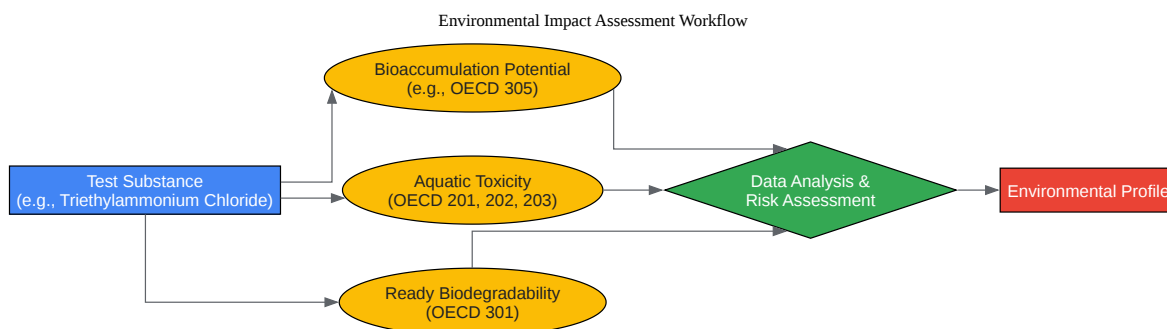 Environmental Impact Assessment Workflow
Bioaccumulation Potential
(e.g., OECD 305)
Test Substance
(e.g., Triethylammonium Chloride)
Aquatic Toxicity
(OECD 201, 202, 203)
Data Analysis &
Risk Assessment
Environmental Profile
Ready Biodegradability
(OECD 301)